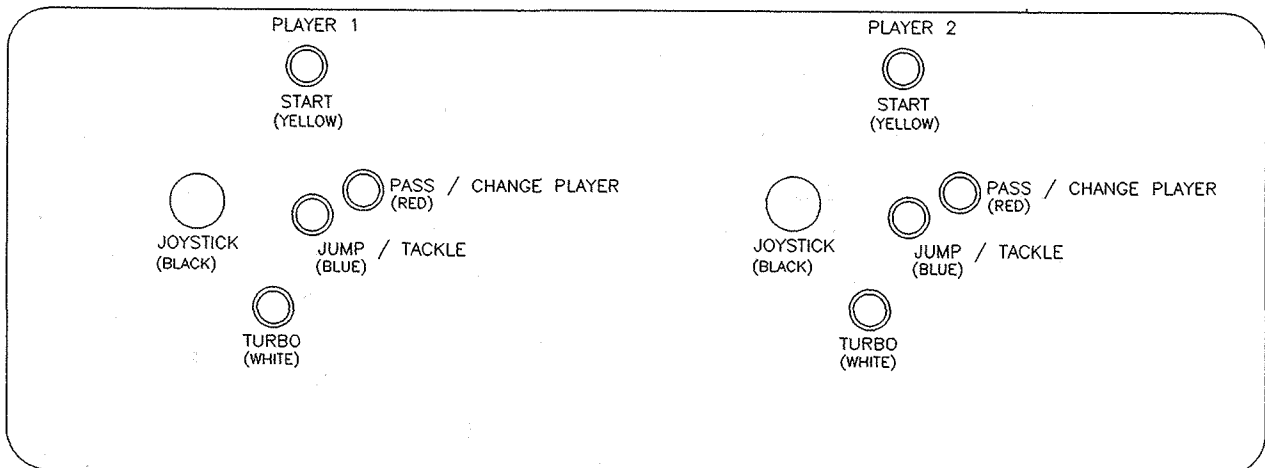 PLAYER 1
START
(YELLOW)
PASS / CHANGE PLAYER
(RED)
JOYSTICK
(BLACK)
JUMP / TACKLE
(BLUE)
TURBO
(WHITE)
PLAYER 2
START
(YELLOW)
PASS / CHANGE PLAYER
(RED)
JOYSTICK
(BLACK)
JUMP / TACKLE
(BLUE)
TURBO
(WHITE)